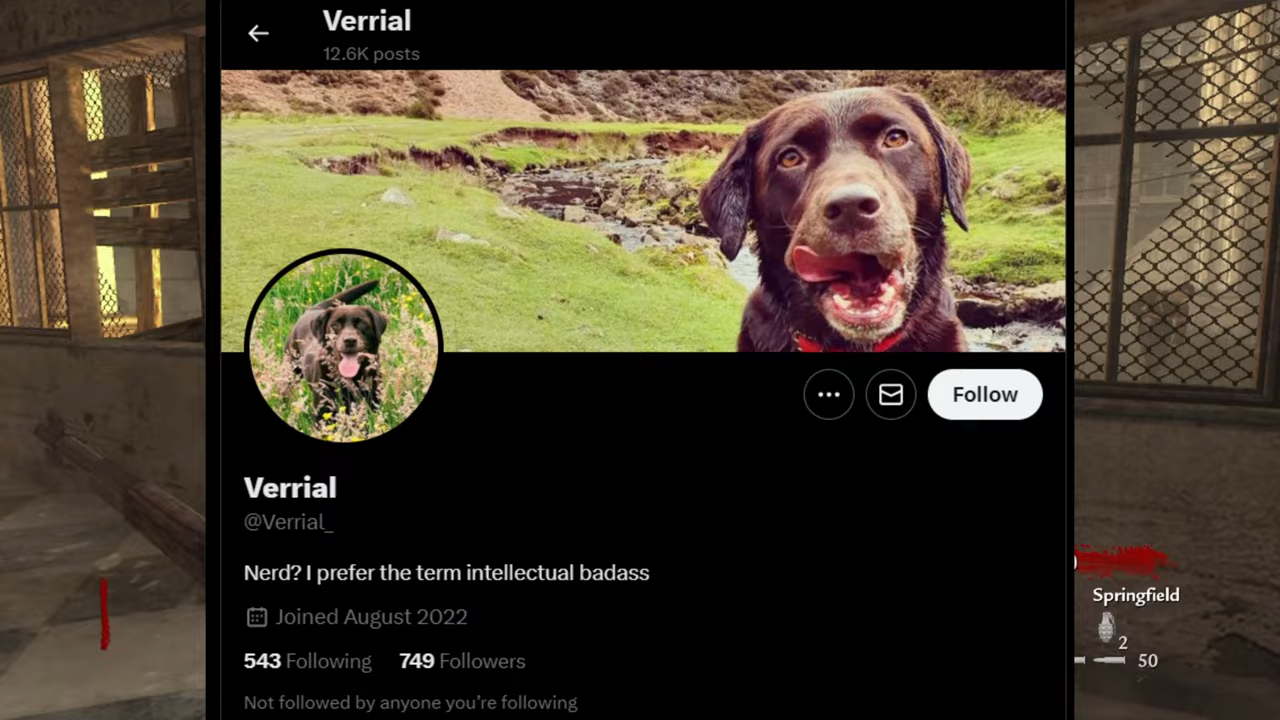 Verrial
12.6K posts
Follow
Verrial
@Verrial_
Nerd? I prefer the term intellectual badass
Joined August 2022
543 Following 749 Followers
Not followed by anyone you're following
Springfield
2
50